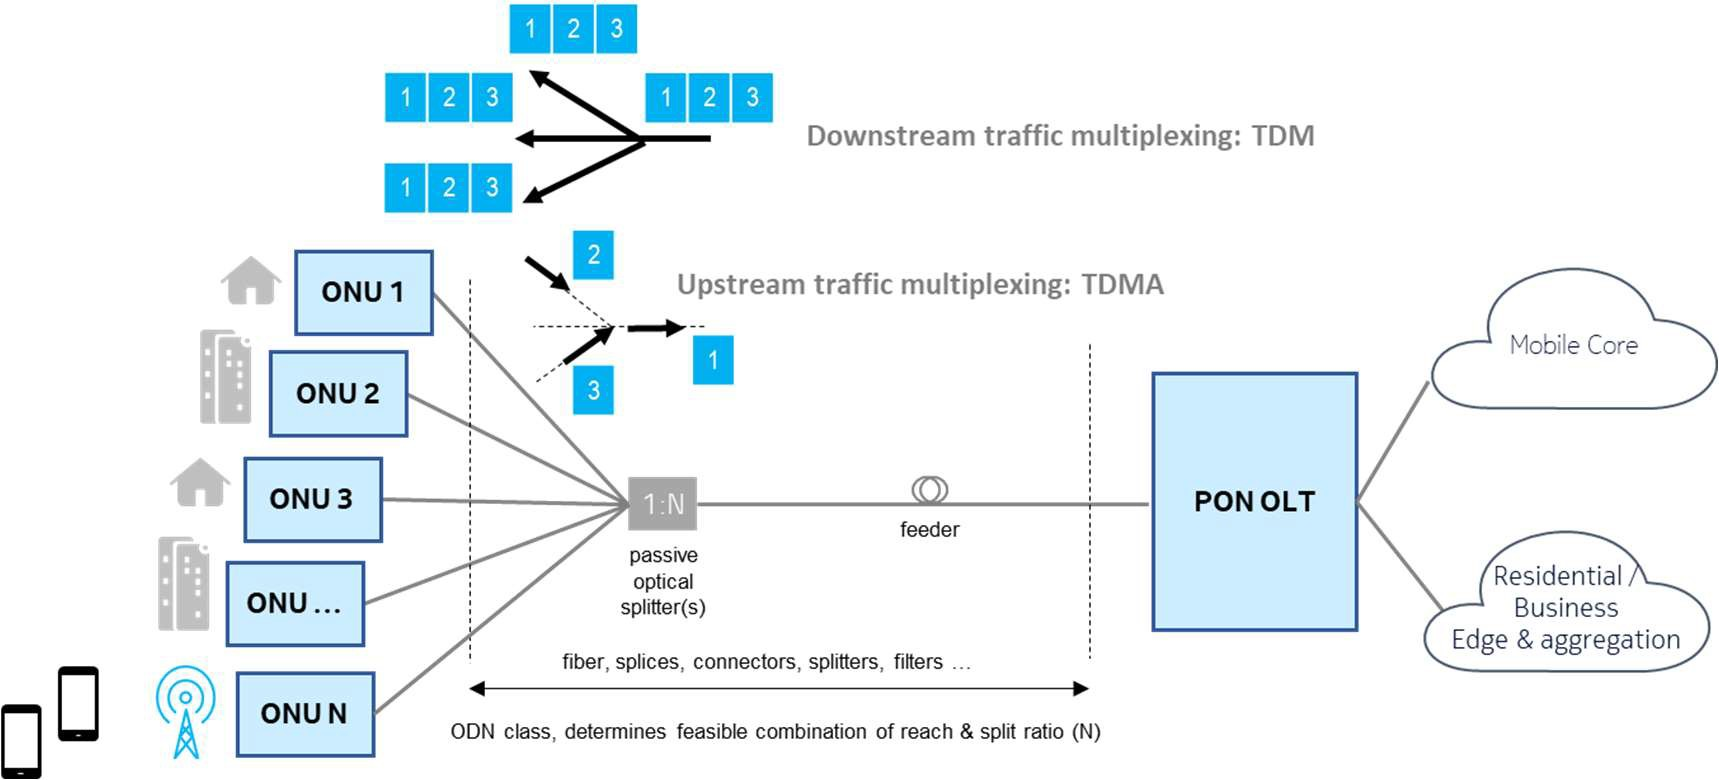 1 2 3
1 2 3
1 2 3
Downstream traffic multiplexing: TDM
1 2 3
2
Upstream traffic multiplexing: TDMA
1
3
ONU 1
ONU 2
ONU 3
ONU ...
ONU N
1:N
passive
optical
splitter(s)
feeder
PON OLT
Mobile Core
Residential /
Business
Edge & aggregation
fiber, splices, connectors, splitters, filters ...
ODN class, determines feasible combination of reach & split ratio (N)